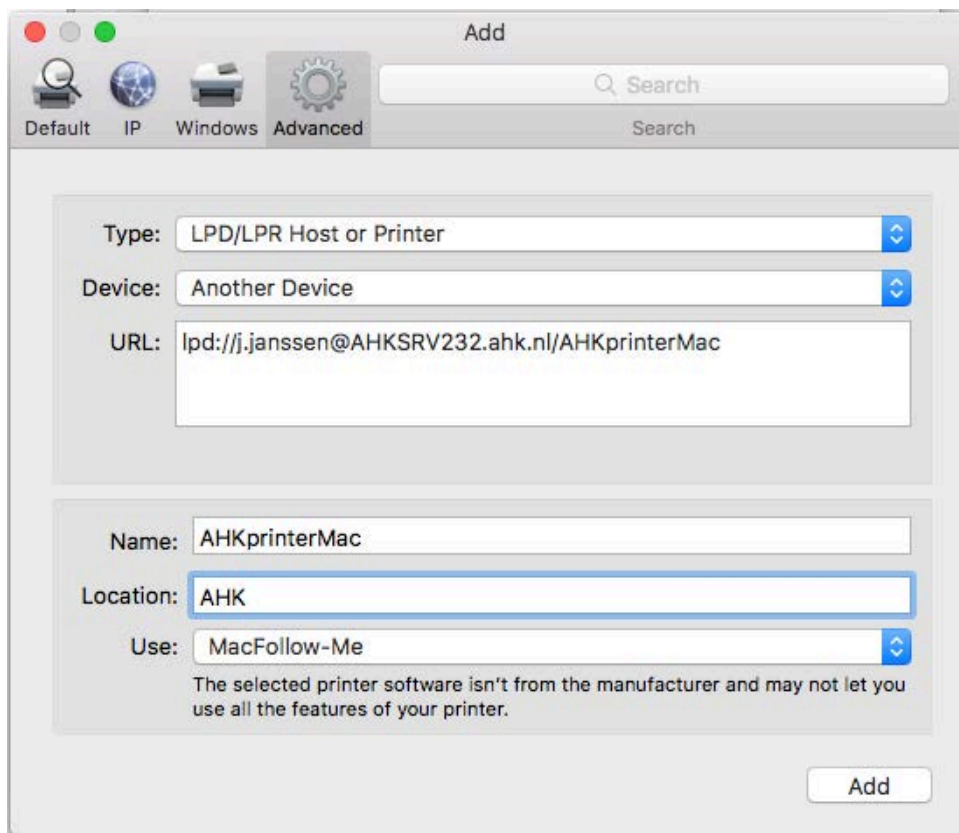 Add
Default IP Windows Advanced Search
Search
Type: LPD/LPR Host or Printer
Device: Another Device
URL: lpd://j.janssen@AHKSRV232.ahk.nl/AHKprinterMac
Name: AHKprinterMac
Location: AHK
Use: MacFollow-Me
The selected printer software isn't from the manufacturer and may not let you
use all the features of your printer.
Add